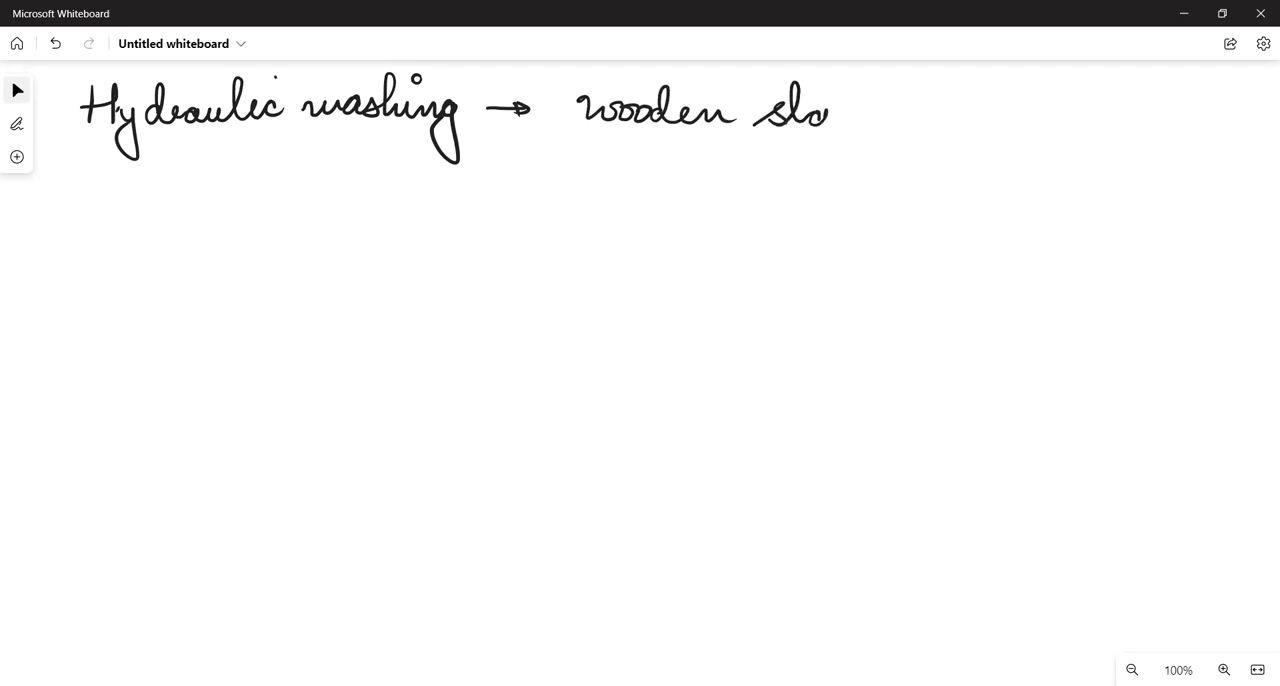 Microsoft Whiteboard
Untitled whiteboard
Hydraulic washing → wooden slo
100%